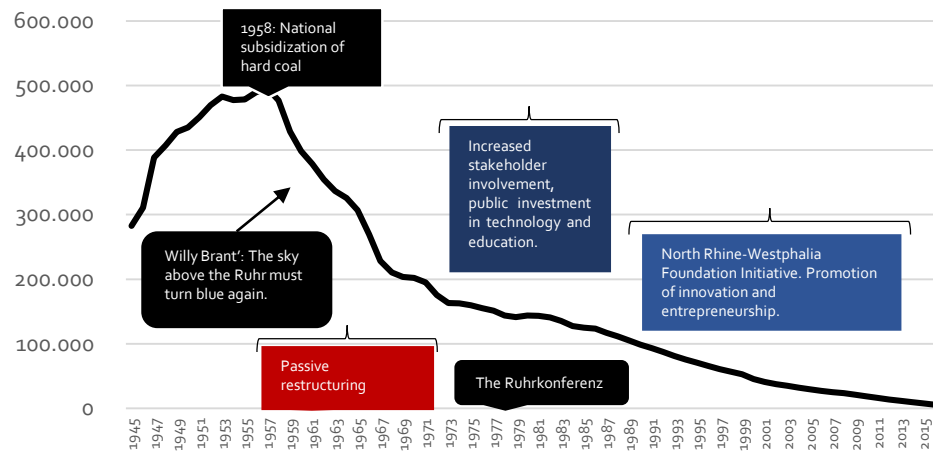 600.000
500.000
400.000
300.000
200.000
100.000
0
1958: National
subsidization of
hard coal
Increased
stakeholder
involvement,
public investment
in technology and
education.
Willy Brant': The sky
above the Ruhr must
turn blue again.
North Rhine-Westphalia
Foundation Initiative. Promotion
of innovation and
entrepreneurship.
Passive
restructuring
The Ruhrkonferenz
1945
1947
1949
1951
1953
1955
1957
1959
1961
1963
1965
1967
1969
1971
1973
1975
1977
1979
1981
1983
1985
1987
1989
1991
1993
1995
1997
1999
2001
2003
2005
2007
2009
2011
2013
2015